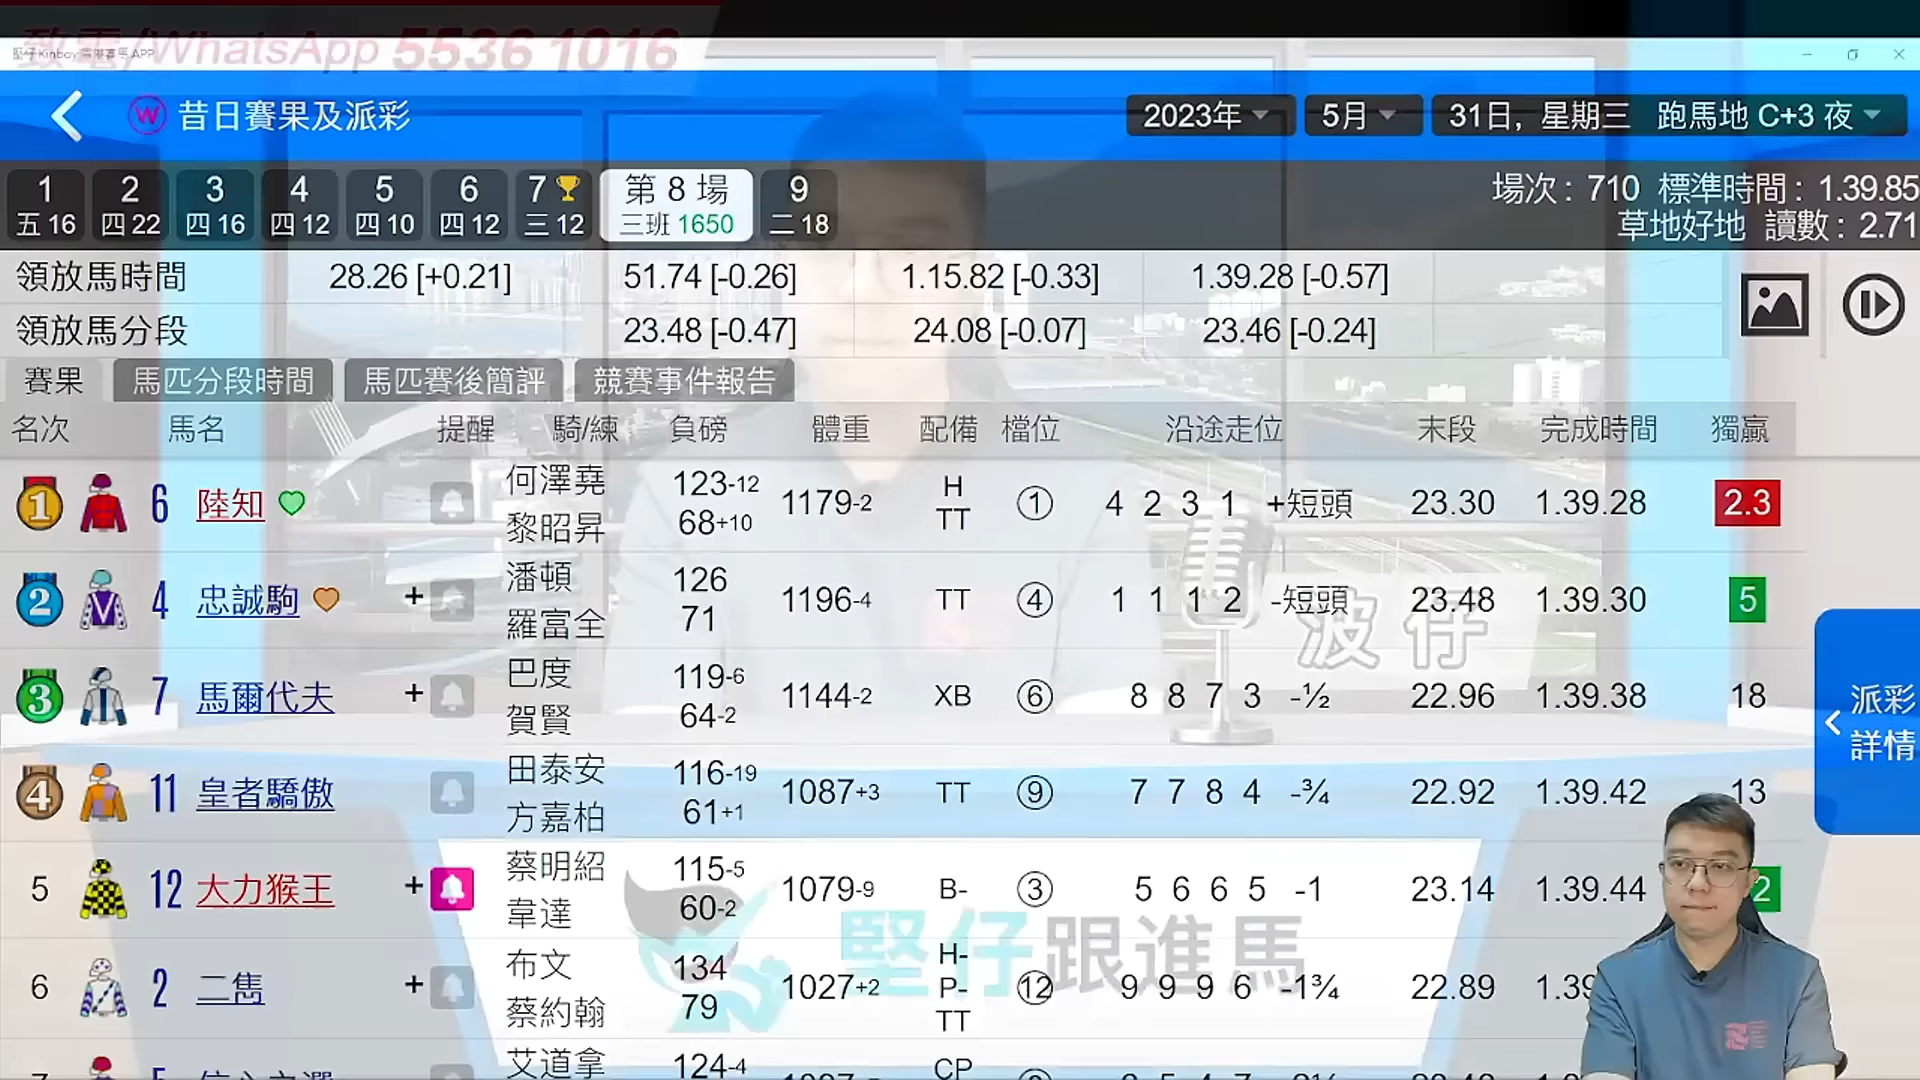 致電/WhatsApp 5536 1016
昔日賽果及派彩
2023年 5月 31日, 星期三 跑馬地 C+3 夜
1 2 3 4 5 6 7 第 8 場 9
五 16 四 22 四 16 四 12 四 10 四 12 三 12 三班 1650 二 18
場次 : 710 標準時間 : 1.39.85
草地好地 讀數 : 2.71
領放馬時間 28.26 [+0.21] 51.74 [-0.26] 1.15.82 [-0.33] 1.39.28 [-0.57]
領放馬分段 23.48 [-0.47] 24.08 [-0.07] 23.46 [-0.24]
賽果 馬匹分段時間 馬匹賽後簡評 競賽事件報告
名次 馬名 提醒 騎/練 負磅 體重 配備 檔位 沿途走位 末段 完成時間 獨贏
1 6 陸知 何澤堯 黎昭昇 123-12 68+10 1179-2 H TT 1 4 2 3 1 +短頭 23.30 1.39.28 2.3
2 4 忠誠駒 + 潘頓 羅富全 126 71 1196-4 TT 4 1 1 1 2 -短頭 23.48 1.39.30 5
波仔
3 7 馬爾代夫 + 巴度 賀賢 119-6 64-2 1144-2 XB 6 8 8 7 3 -½ 22.96 1.39.38 18
派彩
詳情
4 11 皇者驕傲 田泰安 方嘉柏 116-19 61+1 1087+3 TT 9 7 7 8 4 -¾ 22.92 1.39.42 13
5 12 大力猴王 + 蔡明紹 韋達 115-5 60-2 1079-9 B- 3 5 6 6 5 -1 23.14 1.39.44
堅仔跟進馬
6 2 二雋 + 布文 蔡約翰 134 79 1027+2 H- P- TT 12 9 9 9 6 -1¾ 22.89
艾道拿 124-4 CP